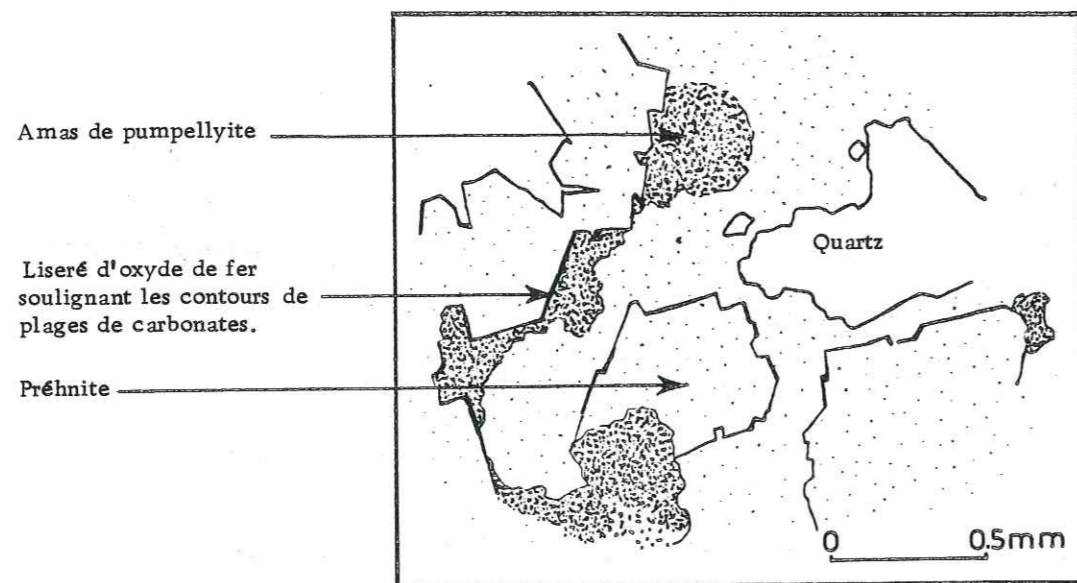 Amas de pumpellyite
Liseré d'oxyde de fer
soulignant les contours de
plages de carbonates.
Préhnite
Quartz
0 0.5mm